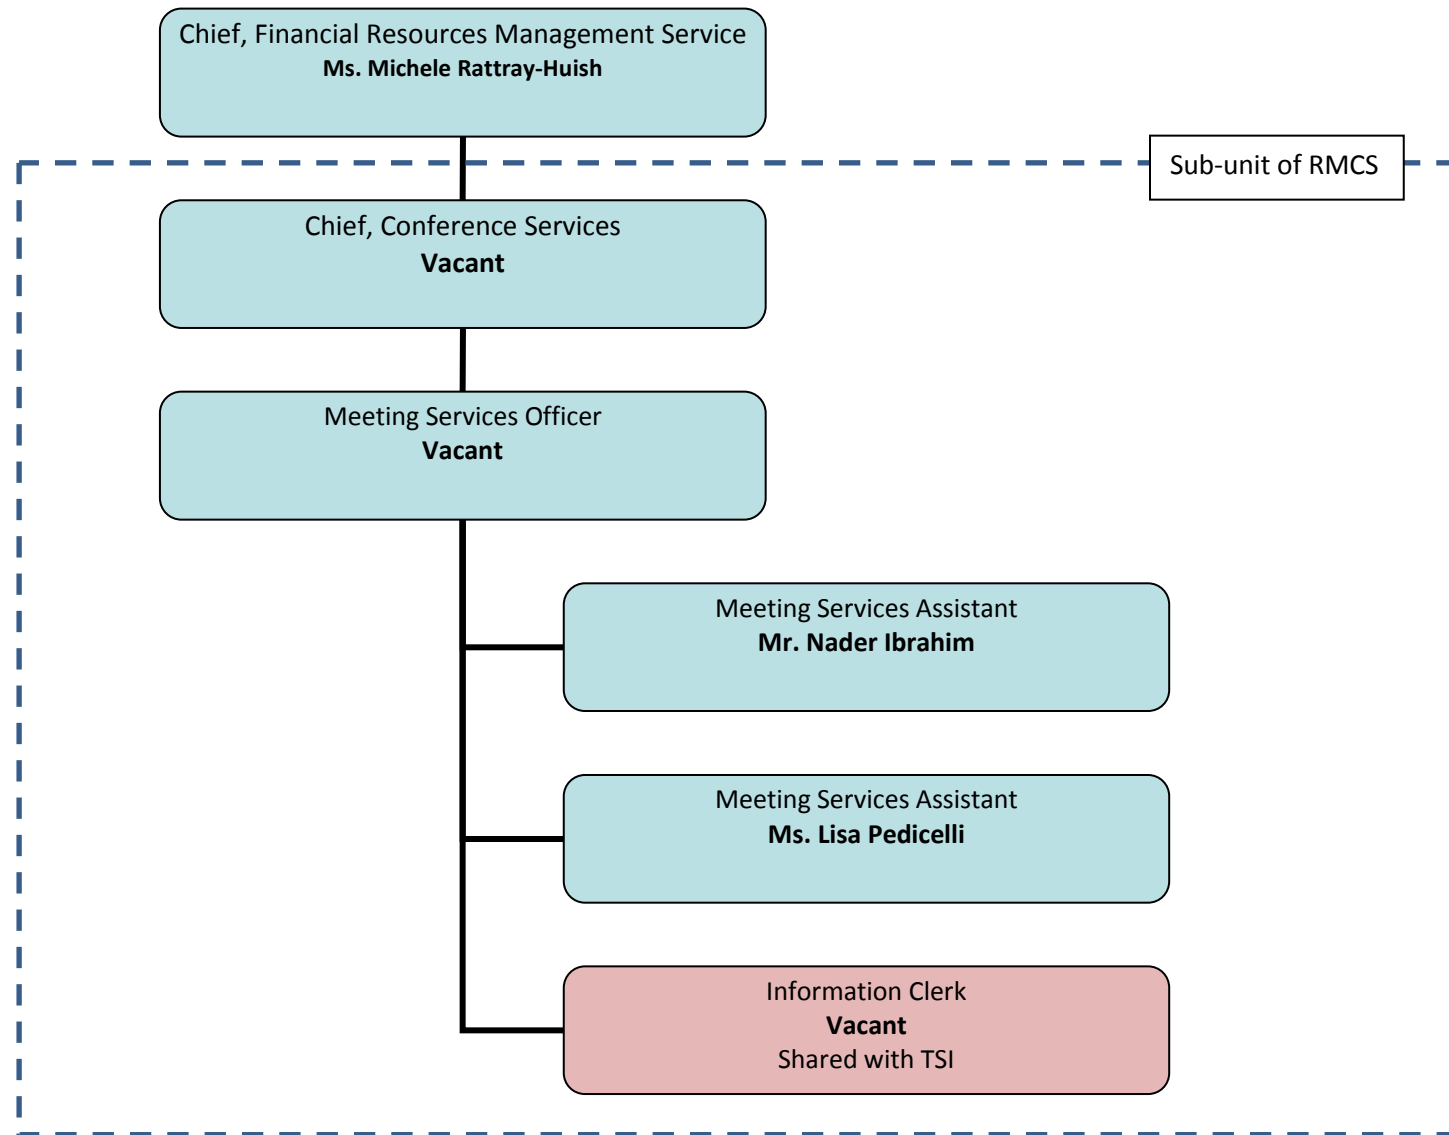 Chief, Financial Resources Management Service
Ms. Michele Rattray-Huish
Sub-unit of RMCS
Chief, Conference Services
Vacant
Meeting Services Officer
Vacant
Meeting Services Assistant
Mr. Nader Ibrahim
Meeting Services Assistant
Ms. Lisa Pedicelli
Information Clerk
Vacant
Shared with TSI